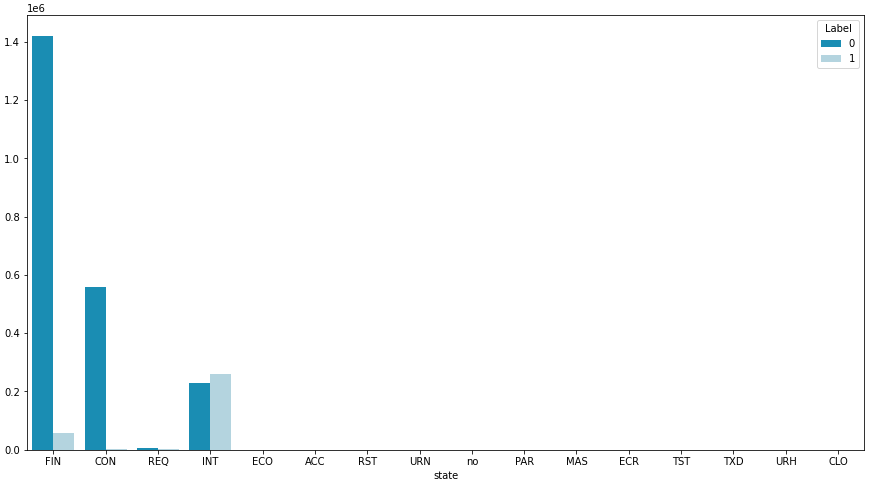 1e6
Label
0
1
1.4
1.2
1.0
0.8
0.6
0.4
0.2
0.0
FIN CON REQ INT ECO ACC RST URN no PAR MAS ECR TST TXD URH CLO
state